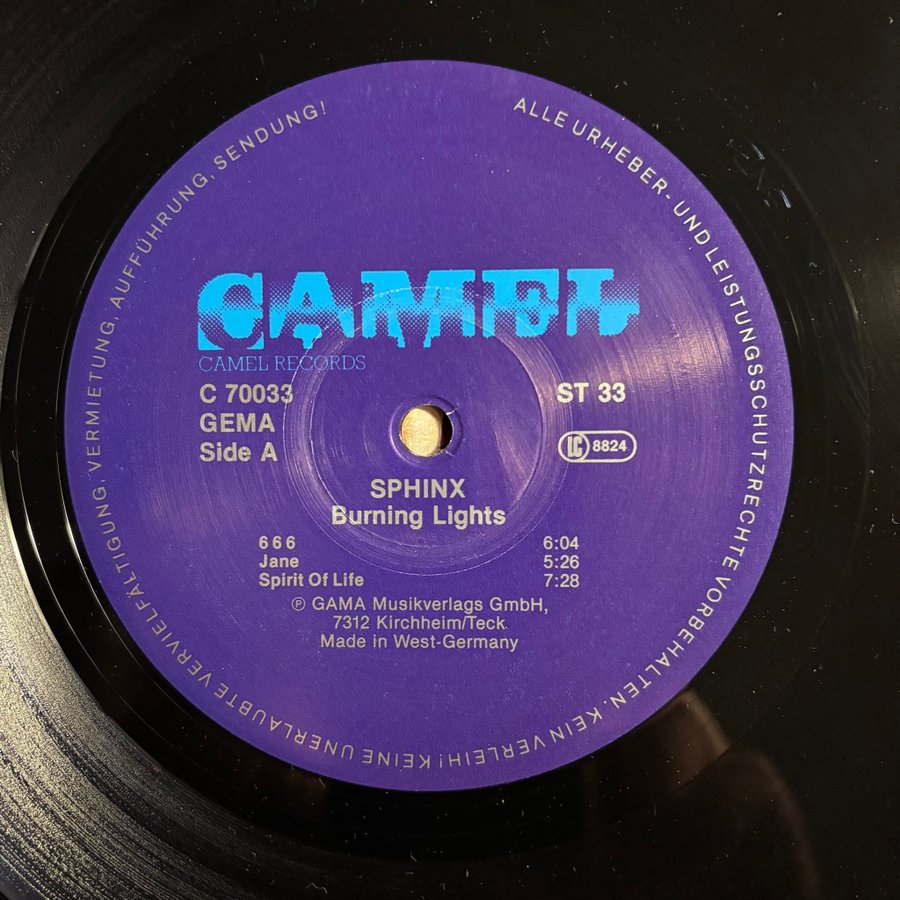 ALLE URHEBER- UND LEISTUNGSSCHUTZRECHTE VORBEHALTEN. KEIN VERLEIH! KEINE UNERLAUBTE VERVIELFÄLTIGUNG, VERMIETUNG, AUFFÜHRUNG, SENDUNG!
CAMEL
CAMEL RECORDS
C 70033 ST 33
GEMA
Side A LC 8824
SPHINX
Burning Lights
6 6 6 6:04
Jane 5:26
Spirit Of Life 7:28
℗ GAMA Musikverlags GmbH,
7312 Kirchheim/Teck
Made in West-Germany